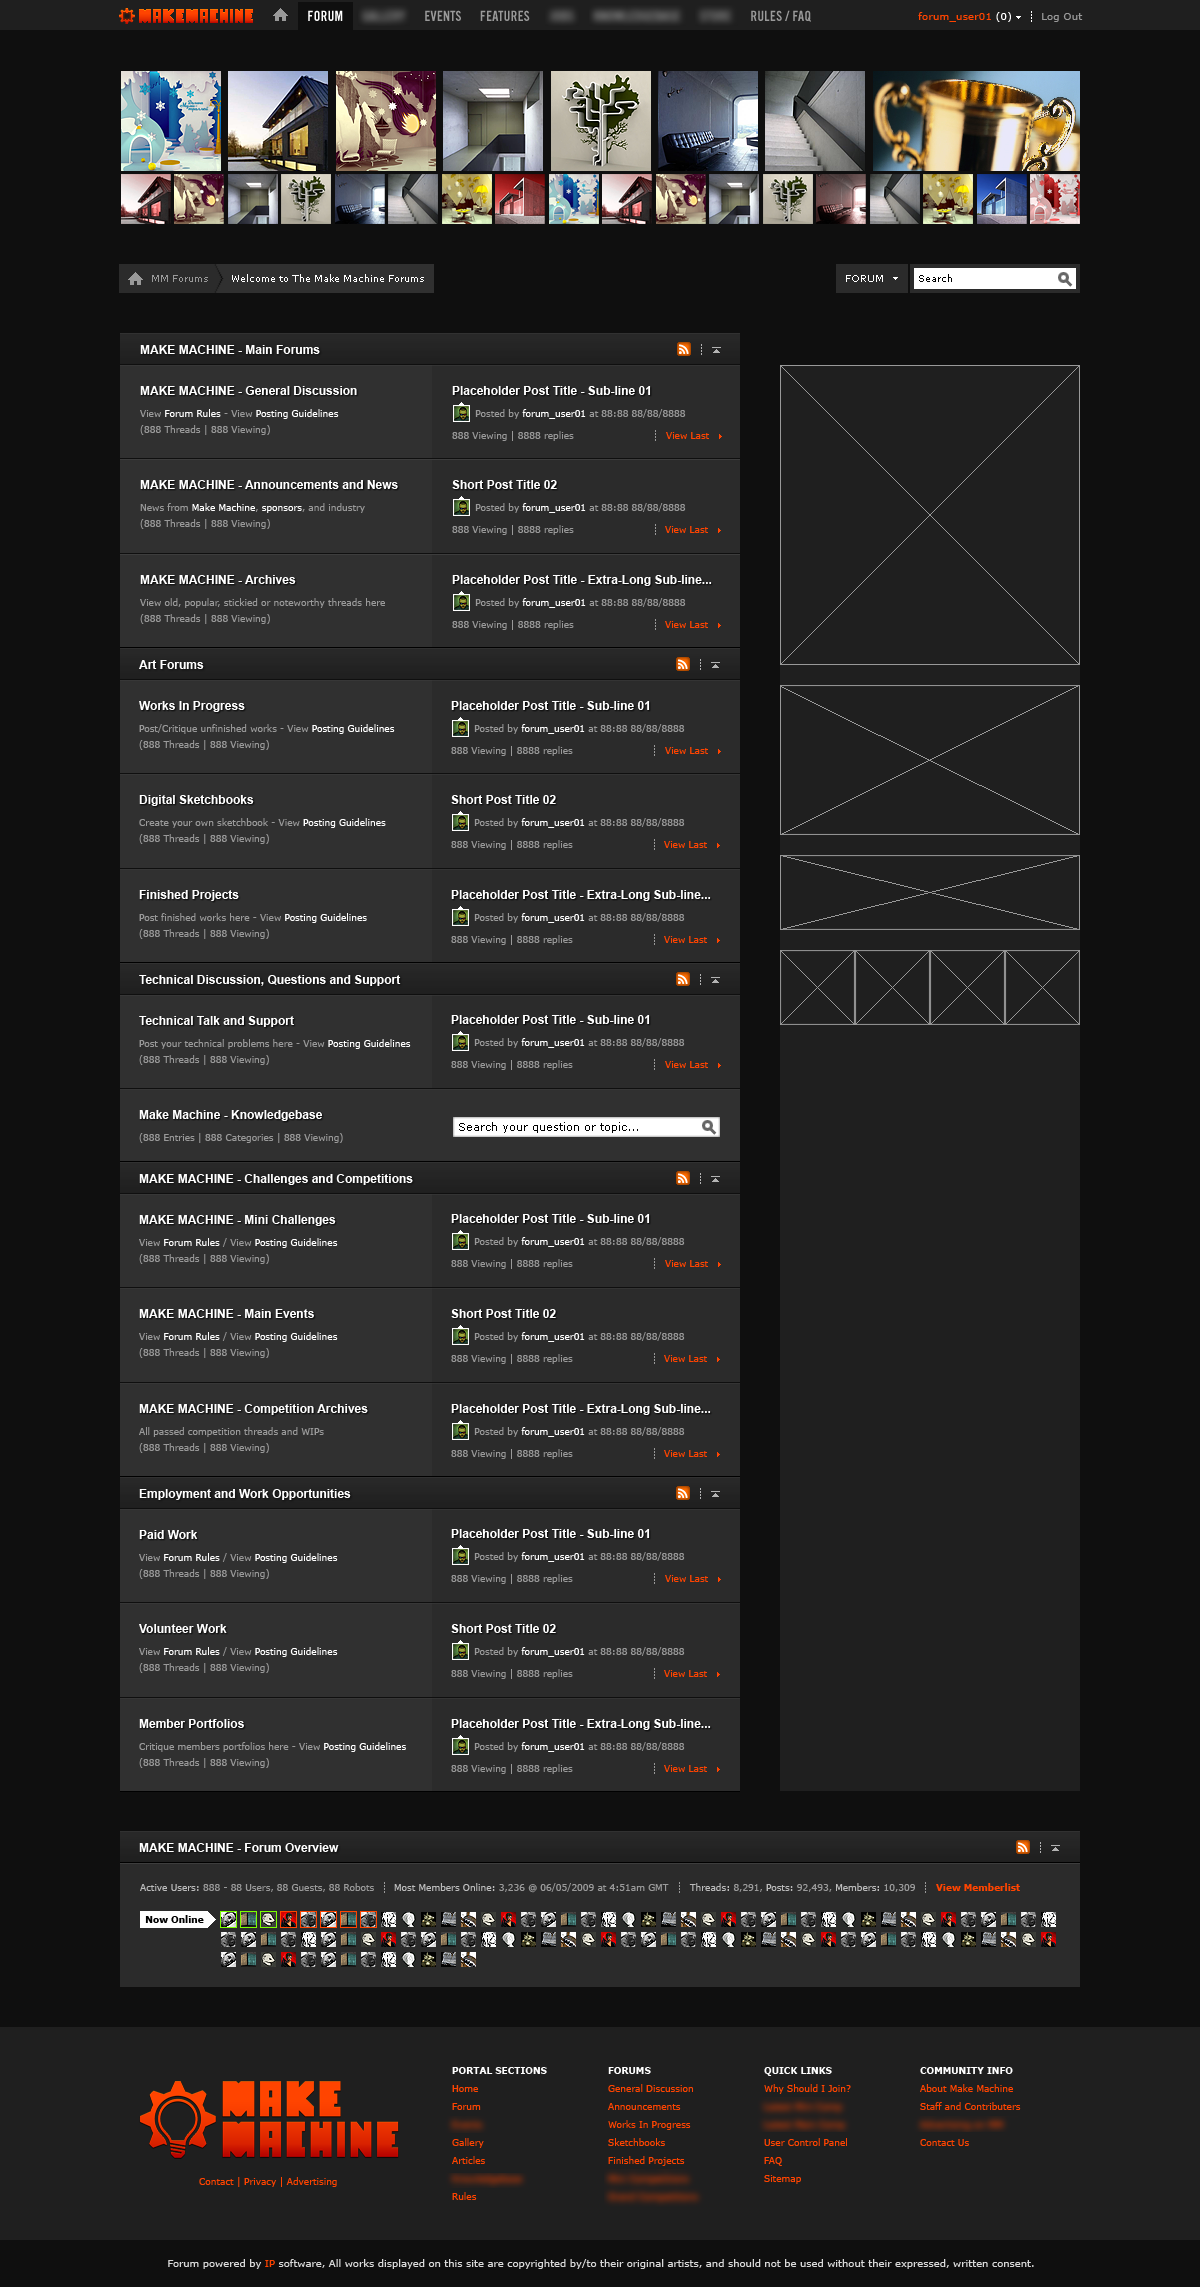 MAKEMACHINE FORUM EVENTS FEATURES RULES / FAQ forum_user01 (0) Log Out
MM Forums Welcome to The Make Machine Forums FORUM Search
MAKE MACHINE - Main Forums
MAKE MACHINE - General Discussion
View Forum Rules - View Posting Guidelines
(888 Threads | 888 Viewing)
Placeholder Post Title - Sub-line 01
Posted by forum_user01 at 88:88 88/88/8888
888 Viewing | 8888 replies View Last
MAKE MACHINE - Announcements and News
News from Make Machine, sponsors, and industry
(888 Threads | 888 Viewing)
Short Post Title 02
Posted by forum_user01 at 88:88 88/88/8888
888 Viewing | 8888 replies View Last
MAKE MACHINE - Archives
View old, popular, stickied or noteworthy threads here
(888 Threads | 888 Viewing)
Placeholder Post Title - Extra-Long Sub-line...
Posted by forum_user01 at 88:88 88/88/8888
888 Viewing | 8888 replies View Last
Art Forums
Works In Progress
Post/Critique unfinished works - View Posting Guidelines
(888 Threads | 888 Viewing)
Placeholder Post Title - Sub-line 01
Posted by forum_user01 at 88:88 88/88/8888
888 Viewing | 8888 replies View Last
Digital Sketchbooks
Create your own sketchbook - View Posting Guidelines
(888 Threads | 888 Viewing)
Short Post Title 02
Posted by forum_user01 at 88:88 88/88/8888
888 Viewing | 8888 replies View Last
Finished Projects
Post finished works here - View Posting Guidelines
(888 Threads | 888 Viewing)
Placeholder Post Title - Extra-Long Sub-line...
Posted by forum_user01 at 88:88 88/88/8888
888 Viewing | 8888 replies View Last
Technical Discussion, Questions and Support
Technical Talk and Support
Post your technical problems here - View Posting Guidelines
(888 Threads | 888 Viewing)
Placeholder Post Title - Sub-line 01
Posted by forum_user01 at 88:88 88/88/8888
888 Viewing | 8888 replies View Last
Make Machine - Knowledgebase
(888 Entries | 888 Categories | 888 Viewing)
Search your question or topic...
MAKE MACHINE - Challenges and Competitions
MAKE MACHINE - Mini Challenges
View Forum Rules / View Posting Guidelines
(888 Threads | 888 Viewing)
Placeholder Post Title - Sub-line 01
Posted by forum_user01 at 88:88 88/88/8888
888 Viewing | 8888 replies View Last
MAKE MACHINE - Main Events
View Forum Rules / View Posting Guidelines
(888 Threads | 888 Viewing)
Short Post Title 02
Posted by forum_user01 at 88:88 88/88/8888
888 Viewing | 8888 replies View Last
MAKE MACHINE - Competition Archives
All passed competition threads and WIPs
(888 Threads | 888 Viewing)
Placeholder Post Title - Extra-Long Sub-line...
Posted by forum_user01 at 88:88 88/88/8888
888 Viewing | 8888 replies View Last
Employment and Work Opportunities
Paid Work
View Forum Rules / View Posting Guidelines
(888 Threads | 888 Viewing)
Placeholder Post Title - Sub-line 01
Posted by forum_user01 at 88:88 88/88/8888
888 Viewing | 8888 replies View Last
Volunteer Work
View Forum Rules / View Posting Guidelines
(888 Threads | 888 Viewing)
Short Post Title 02
Posted by forum_user01 at 88:88 88/88/8888
888 Viewing | 8888 replies View Last
Member Portfolios
Critique members portfolios here - View Posting Guidelines
(888 Threads | 888 Viewing)
Placeholder Post Title - Extra-Long Sub-line...
Posted by forum_user01 at 88:88 88/88/8888
888 Viewing | 8888 replies View Last
MAKE MACHINE - Forum Overview
Active Users: 888 - 88 Users, 88 Guests, 88 Robots Most Members Online: 3,236 @ 06/05/2009 at 4:51am GMT Threads: 8,291, Posts: 92,493, Members: 10,309 View Memberlist
Now Online
MAKE
MACHINE
Contact | Privacy | Advertising
PORTAL SECTIONS
Home
Forum
Gallery
Articles
Rules
FORUMS
General Discussion
Announcements
Works In Progress
Sketchbooks
Finished Projects
QUICK LINKS
Why Should I Join?
User Control Panel
FAQ
Sitemap
COMMUNITY INFO
About Make Machine
Staff and Contributers
Contact Us
Forum powered by IP software, All works displayed on this site are copyrighted by/to their original artists, and should not be used without their expressed, written consent.